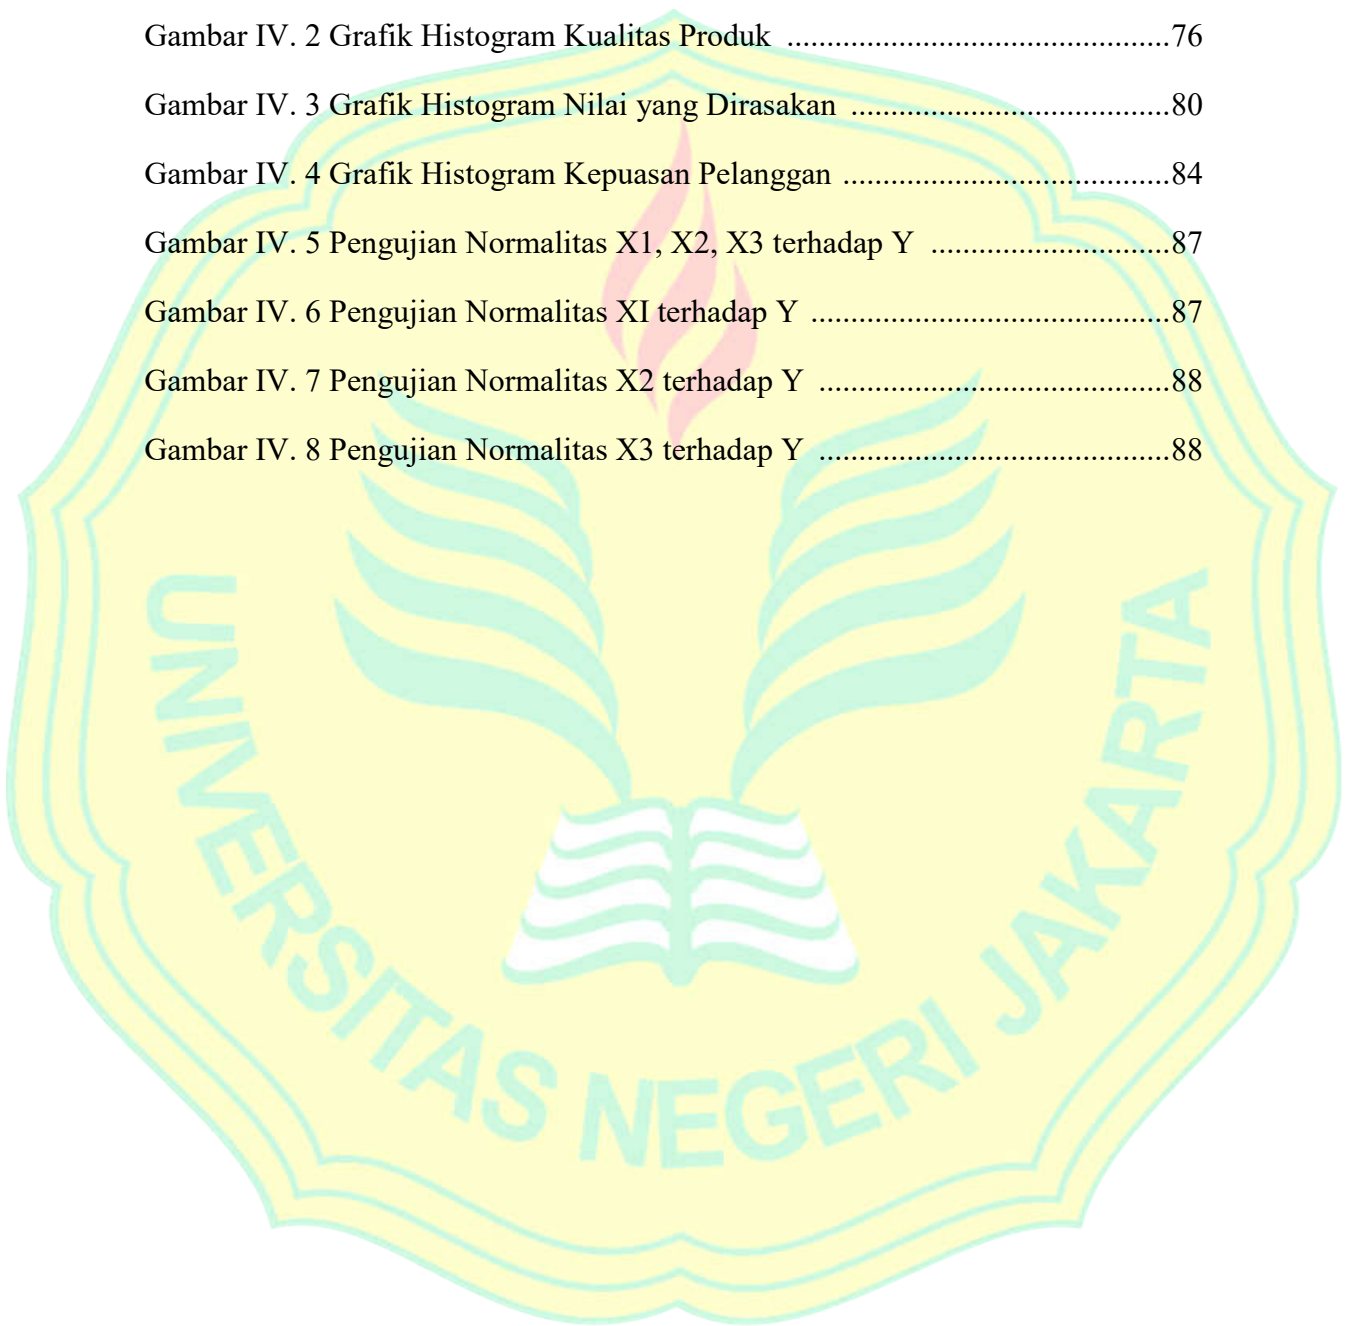 Gambar IV. 2 Grafik Histogram Kualitas Produk ................................................76
Gambar IV. 3 Grafik Histogram Nilai yang Dirasakan ........................................80
Gambar IV. 4 Grafik Histogram Kepuasan Pelanggan .........................................84
Gambar IV. 5 Pengujian Normalitas X1, X2, X3 terhadap Y ..............................87
Gambar IV. 6 Pengujian Normalitas XI terhadap Y .............................................87
Gambar IV. 7 Pengujian Normalitas X2 terhadap Y ............................................88
Gambar IV. 8 Pengujian Normalitas X3 terhadap Y ............................................88
UNIVERSITAS NEGERI JAKARTA